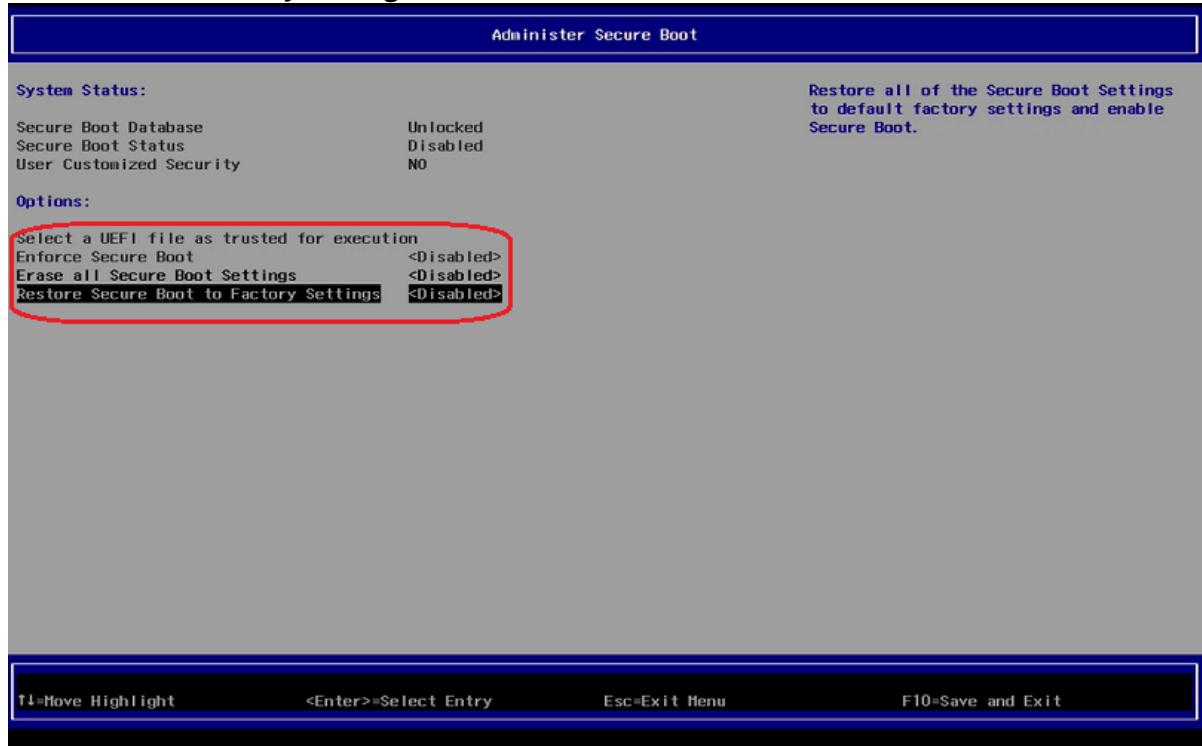 Administer Secure Boot
System Status:
Secure Boot Database Unlocked
Secure Boot Status Disabled
User Customized Security NO
Options:
Select a UEFI file as trusted for execution
Enforce Secure Boot <Disabled>
Erase all Secure Boot Settings <Disabled>
Restore Secure Boot to Factory Settings <Disabled>
Restore all of the Secure Boot Settings
to default factory settings and enable
Secure Boot.
↑↓=Move Highlight <Enter>=Select Entry Esc=Exit Menu F10=Save and Exit